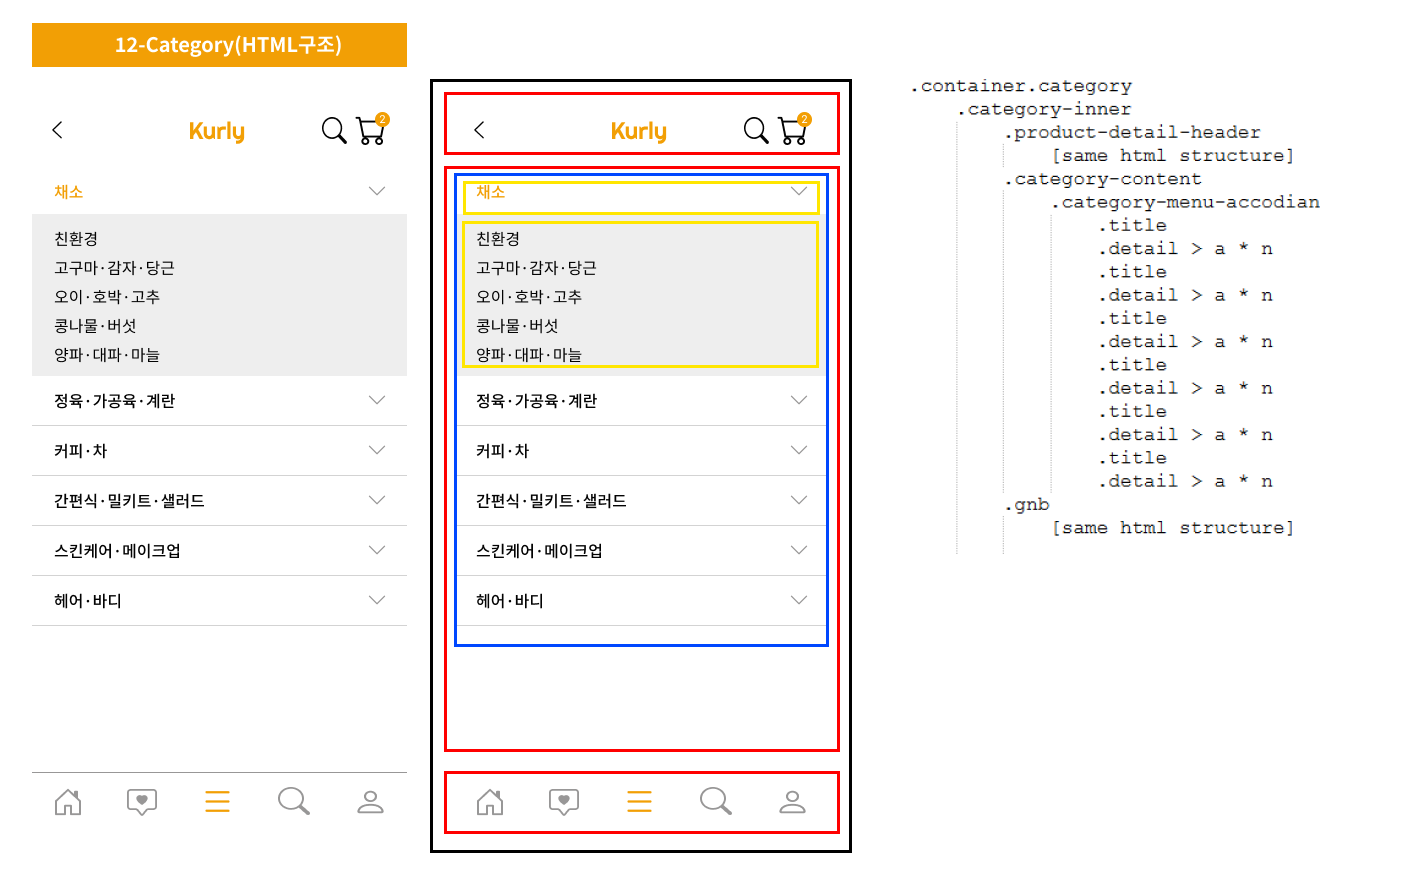 12-Category(HTML구조)
Kurly
2
채소
친환경
고구마·감자·당근
오이·호박·고추
콩나물·버섯
양파·대파·마늘
정육·가공육·계란
커피·차
간편식·밀키트·샐러드
스킨케어·메이크업
헤어·바디
Kurly
2
채소
친환경
고구마·감자·당근
오이·호박·고추
콩나물·버섯
양파·대파·마늘
정육·가공육·계란
커피·차
간편식·밀키트·샐러드
스킨케어·메이크업
헤어·바디
.container.category
.category-inner
.product-detail-header
[same html structure]
.category-content
.category-menu-accodian
.title
.detail > a * n
.title
.detail > a * n
.title
.detail > a * n
.title
.detail > a * n
.title
.detail > a * n
.title
.detail > a * n
.gnb
[same html structure]